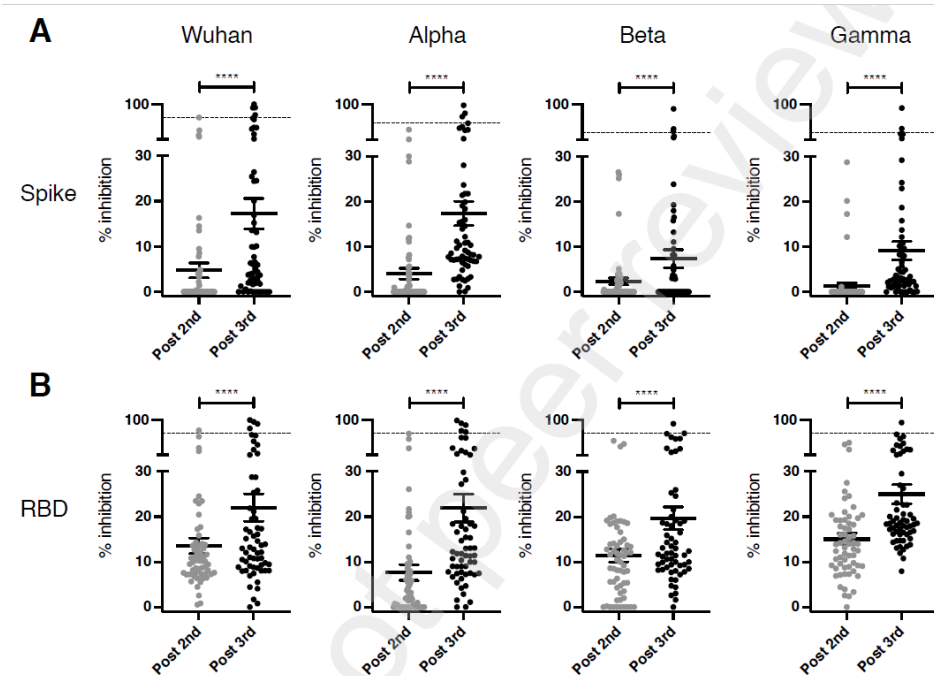 A
Wuhan
Alpha
Beta
Gamma
Spike
% inhibition
100
30
20
10
0
****
Post 2nd
Post 3rd
% inhibition
100
30
20
10
0
****
Post 2nd
Post 3rd
% inhibition
100
30
20
10
0
****
Post 2nd
Post 3rd
% inhibition
100
30
20
10
0
****
Post 2nd
Post 3rd
B
RBD
% inhibition
100
30
20
10
0
****
Post 2nd
Post 3rd
% inhibition
100
30
20
10
0
****
Post 2nd
Post 3rd
% inhibition
100
30
20
10
0
****
Post 2nd
Post 3rd
% inhibition
100
30
20
10
0
****
Post 2nd
Post 3rd
ot peer review